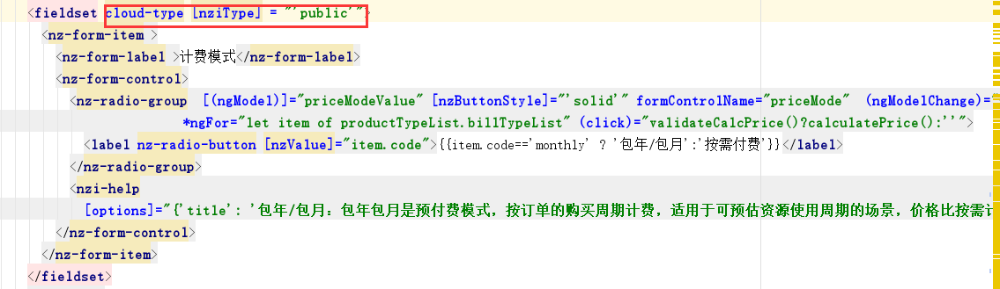 <fieldset cloud-type [nziType] = "'public'">
<nz-form-item >
<nz-form-label >计费模式</nz-form-label>
<nz-form-control>
<nz-radio-group [(ngModel)]="priceModeValue" [nzButtonStyle]="'solid'" formControlName="priceMode" (ngModelChange)=
*ngFor="let item of productTypeList.billTypeList" (click)="validateCalcPrice()?calculatePrice():''">
<label nz-radio-button [nzValue]="item.code">{{item.code=='monthly' ? '包年/包月':'按需付费'}}</label>
</nz-radio-group>
<nzi-help
[options]="{'title': '包年/包月：包年包月是预付费模式，按订单的购买周期计费，适用于可预估资源使用周期的场景，价格比按需计
</nz-form-control>
</nz-form-item>
</fieldset>